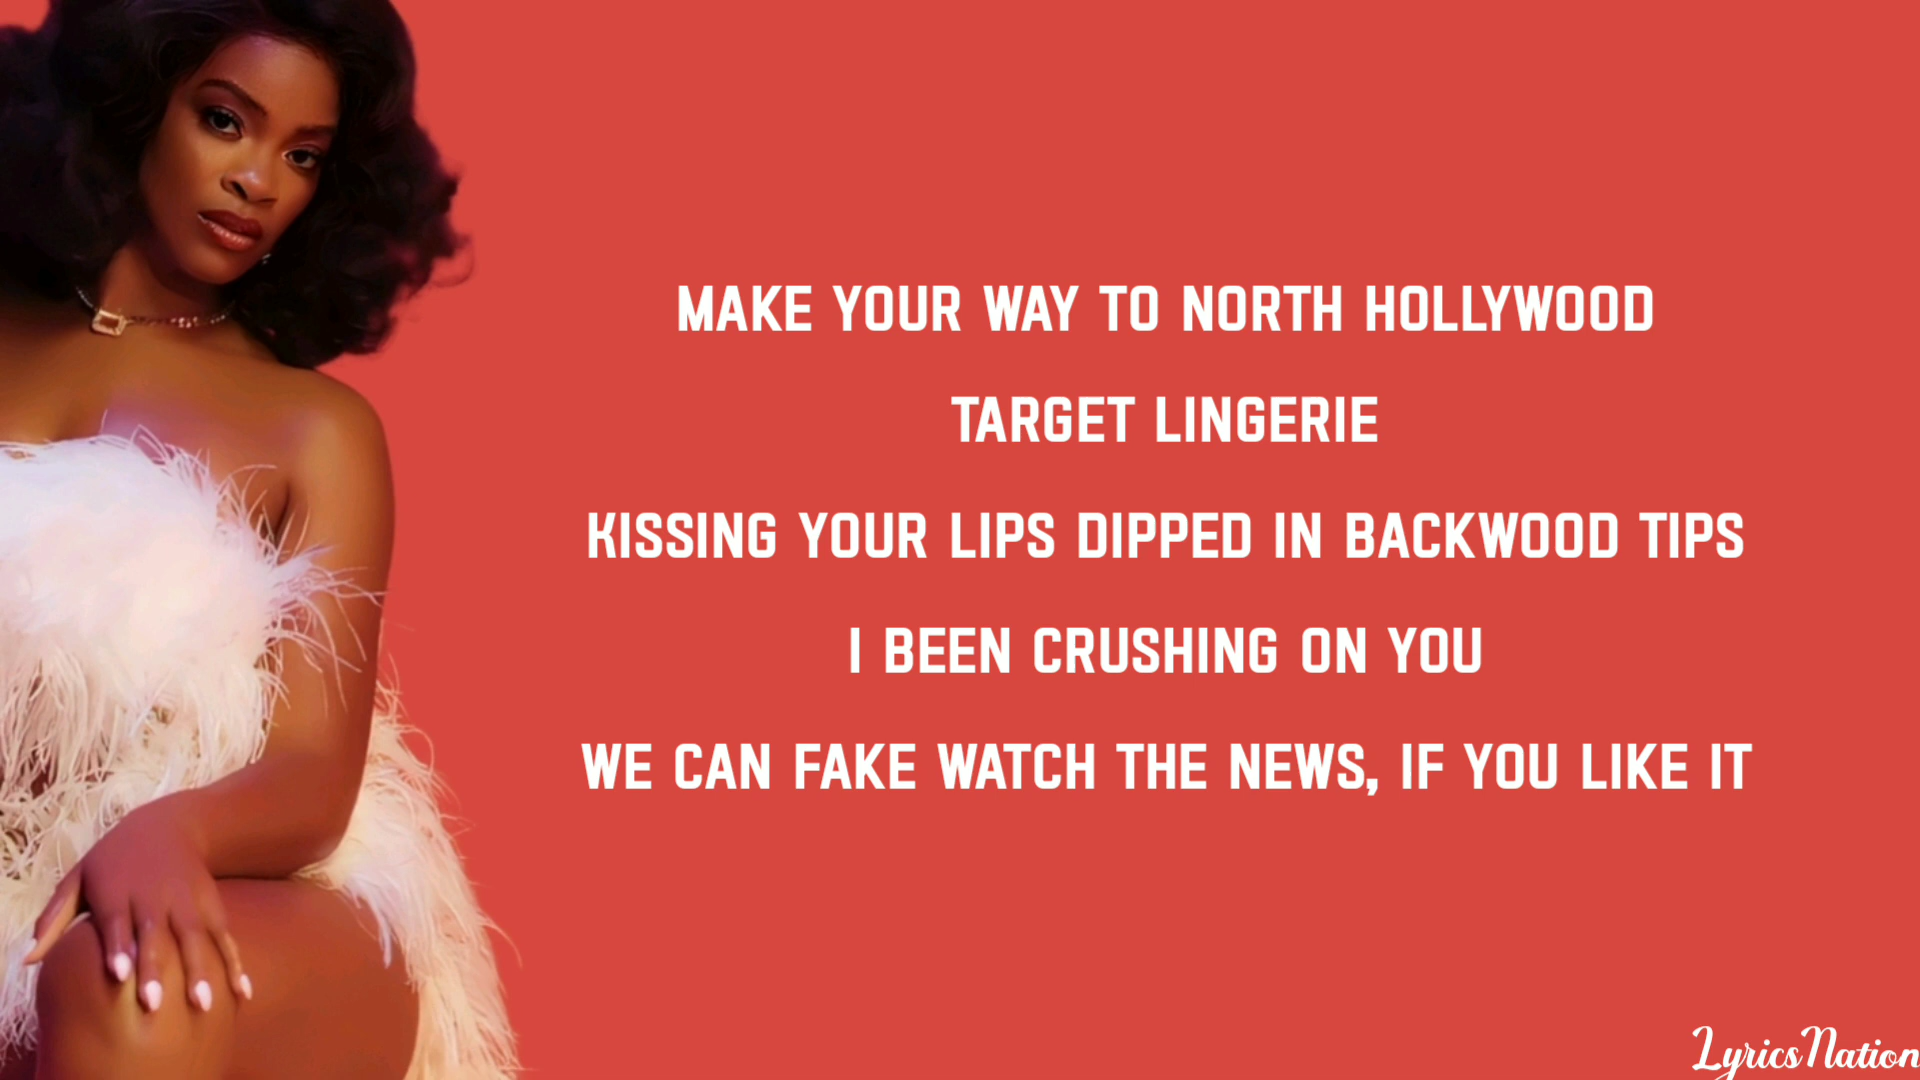 MAKE YOUR WAY TO NORTH HOLLYWOOD
TARGET LINGERIE
KISSING YOUR LIPS DIPPED IN BACKWOOD TIPS
I BEEN CRUSHING ON YOU
WE CAN FAKE WATCH THE NEWS, IF YOU LIKE IT
LyricsNation